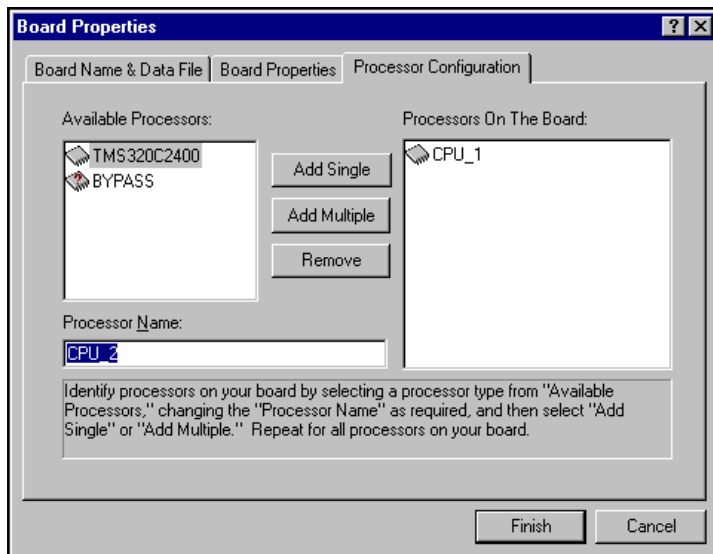 Board Properties
Board Name & Data File
Board Properties
Processor Configuration
Available Processors:
TMS320C2400
BYPASS
Add Single
Add Multiple
Remove
Processors On The Board:
CPU_1
Processor Name:
CPU_2
Identify processors on your board by selecting a processor type from "Available
Processors," changing the "Processor Name" as required, and then select "Add
Single" or "Add Multiple." Repeat for all processors on your board.
Finish
Cancel